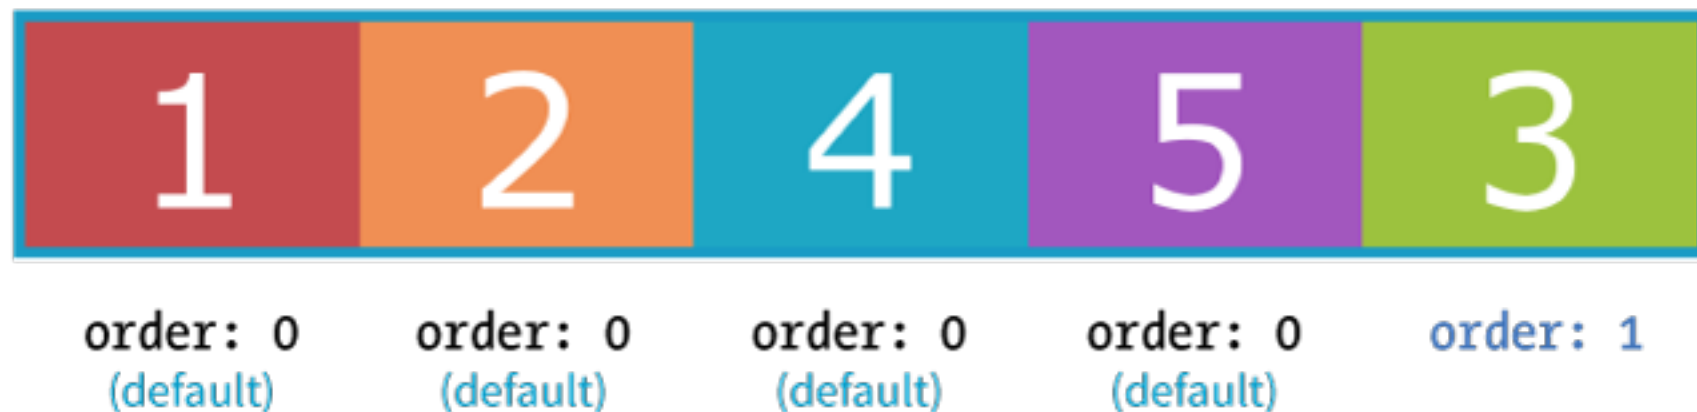 1 2 4 5 3
order: 0 order: 0 order: 0 order: 0 order: 1
(default) (default) (default) (default)